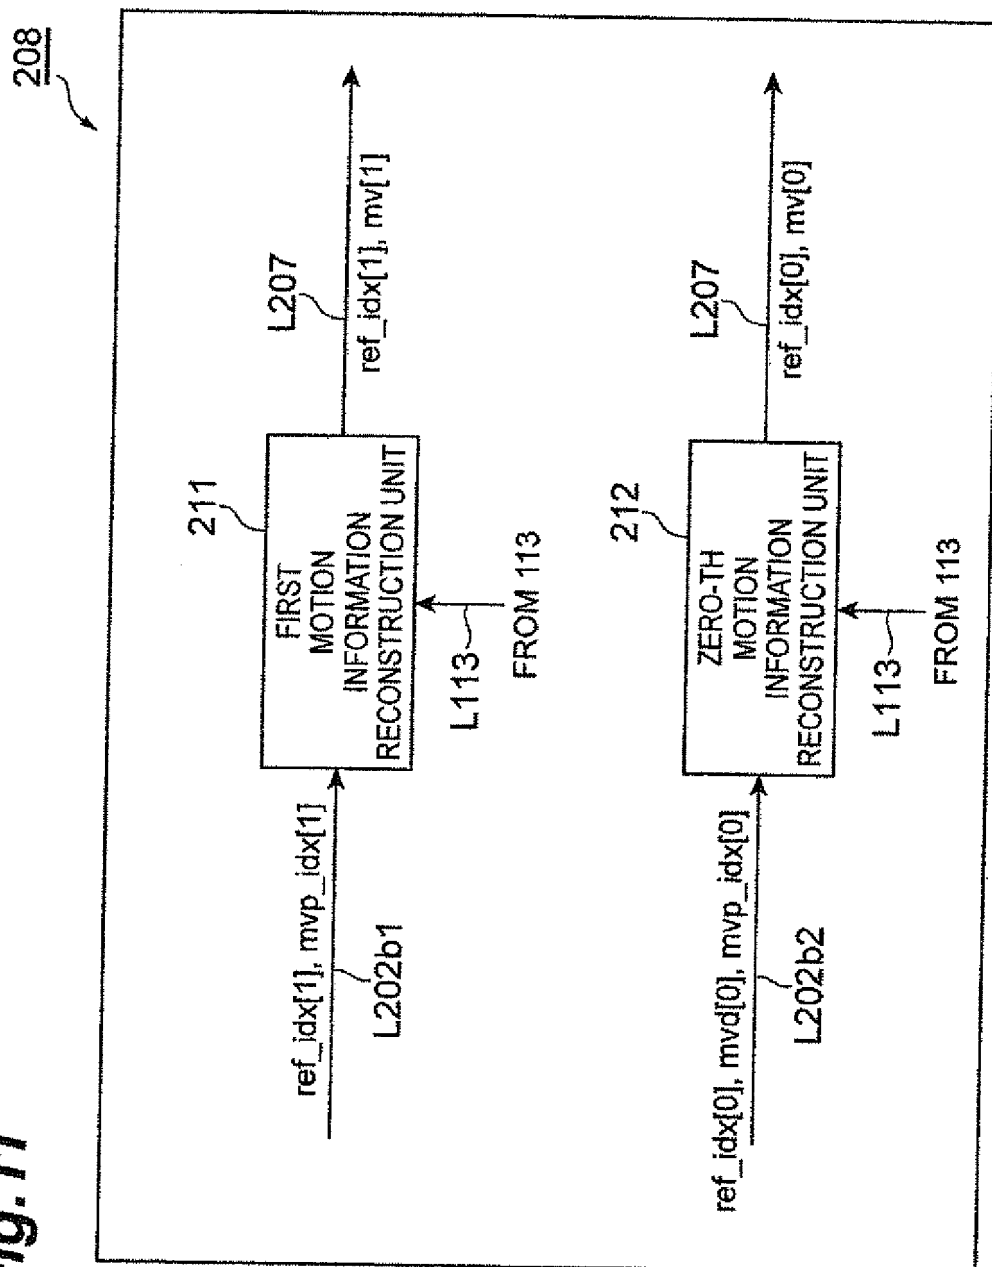 Fig.11
208
ref_idx[1], mvp_idx[1]
L202b1
211
FIRST
MOTION
INFORMATION
RECONSTRUCTION UNIT
L113
FROM 113
L207
ref_idx[1], mv[1]
ref_idx[0], mvd[0], mvp_idx[0]
L202b2
212
ZERO-TH
MOTION
INFORMATION
RECONSTRUCTION UNIT
L113
FROM 113
L207
ref_idx[0], mv[0]